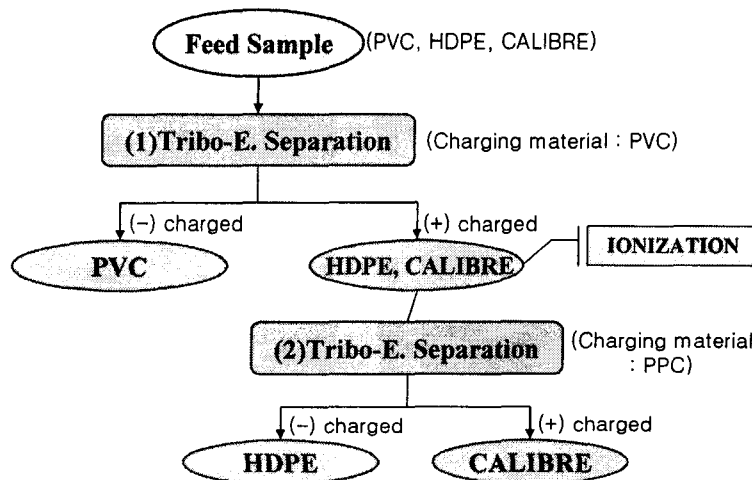 Feed Sample (PVC, HDPE, CALIBRE)
(1)Tribo-E. Separation (Charging material : PVC)
(−) charged (+) charged
PVC HDPE, CALIBRE IONIZATION
(2)Tribo-E. Separation (Charging material
: PPC)
(−) charged (+) charged
HDPE CALIBRE